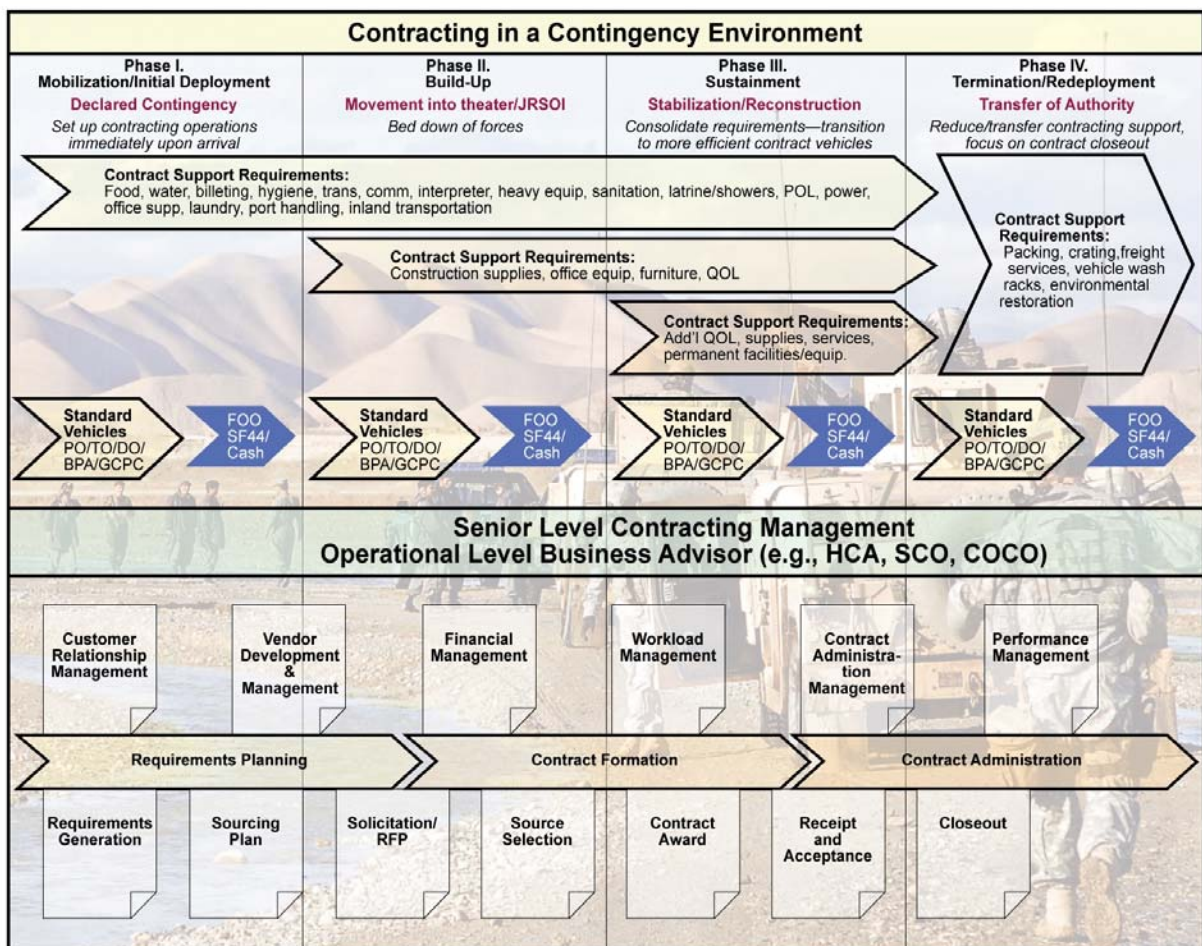 Contracting in a Contingency Environment
Phase I.
Mobilization/Initial Deployment
Declared Contingency
Set up contracting operations
immediately upon arrival
Phase II.
Build-Up
Movement into theater/JRSOI
Bed down of forces
Phase III.
Sustainment
Stabilization/Reconstruction
Consolidate requirements—transition
to more efficient contract vehicles
Phase IV.
Termination/Redeployment
Transfer of Authority
Reduce/transfer contracting support,
focus on contract closeout
Contract Support Requirements:
Food, water, billeting, hygiene, trans, comm, interpreter, heavy equip, sanitation, latrine/showers, POL, power,
office supp, laundry, port handling, inland transportation
Contract Support Requirements:
Construction supplies, office equip, furniture, QOL
Contract Support Requirements:
Add'l QOL, supplies, services,
permanent facilities/equip.
Contract Support
Requirements:
Packing, crating,freight
services, vehicle wash
racks, environmental
restoration
Standard
Vehicles
PO/TO/DO/
BPA/GCPC
FOO
SF44/
Cash
Standard
Vehicles
PO/TO/DO/
BPA/GCPC
FOO
SF44/
Cash
Standard
Vehicles
PO/TO/DO/
BPA/GCPC
FOO
SF44/
Cash
Standard
Vehicles
PO/TO/DO/
BPA/GCPC
FOO
SF44/
Cash
Senior Level Contracting Management
Operational Level Business Advisor (e.g., HCA, SCO, COCO)
Customer
Relationship
Management
Vendor
Development
&
Management
Financial
Management
Workload
Management
Contract
Administra-
tion
Management
Performance
Management
Requirements Planning
Contract Formation
Contract Administration
Requirements
Generation
Sourcing
Plan
Solicitation/
RFP
Source
Selection
Contract
Award
Receipt
and
Acceptance
Closeout